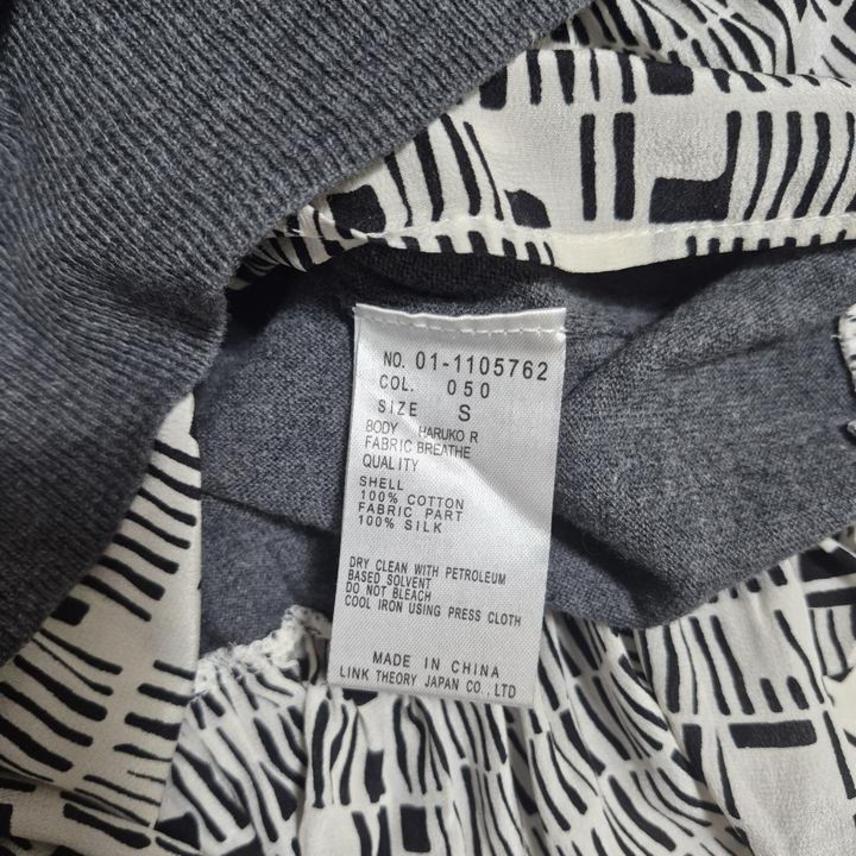 NO. 01-1105762
COL. 050
SIZE S
BODY HARUKO R
FABRIC BREATHE
QUALITY
SHELL
100% COTTON
FABRIC PART
100% SILK
DRY CLEAN WITH PETROLEUM
BASED SOLVENT
DO NOT BLEACH
COOL IRON USING PRESS CLOTH
MADE IN CHINA
LINK THEORY JAPAN CO., LTD